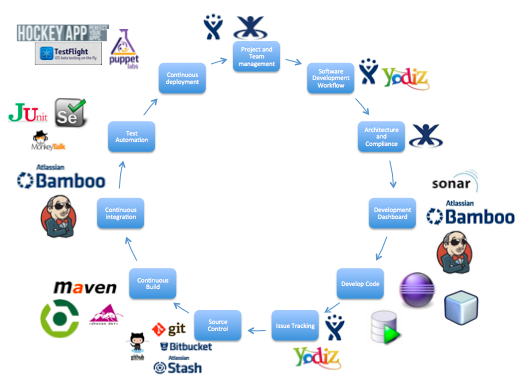 HOCKEY APP
TestFlight
iOS beta testing on the fly
puppet
labs
Project and
Team
management
Continuous
deployment
Software
Development
Workflow
Yodiz
JUnit
Se
MonkeyTalk
Test
Automation
Architecture
and
Compliance
sonar
Atlassian
Bamboo
Continuous
Integration
Development
Dashboard
Atlassian
Bamboo
maven
Continuous
Build
Develop Code
Source
Control
Issue Tracking
git
github
Bitbucket
Atlassian
Stash
Yodiz